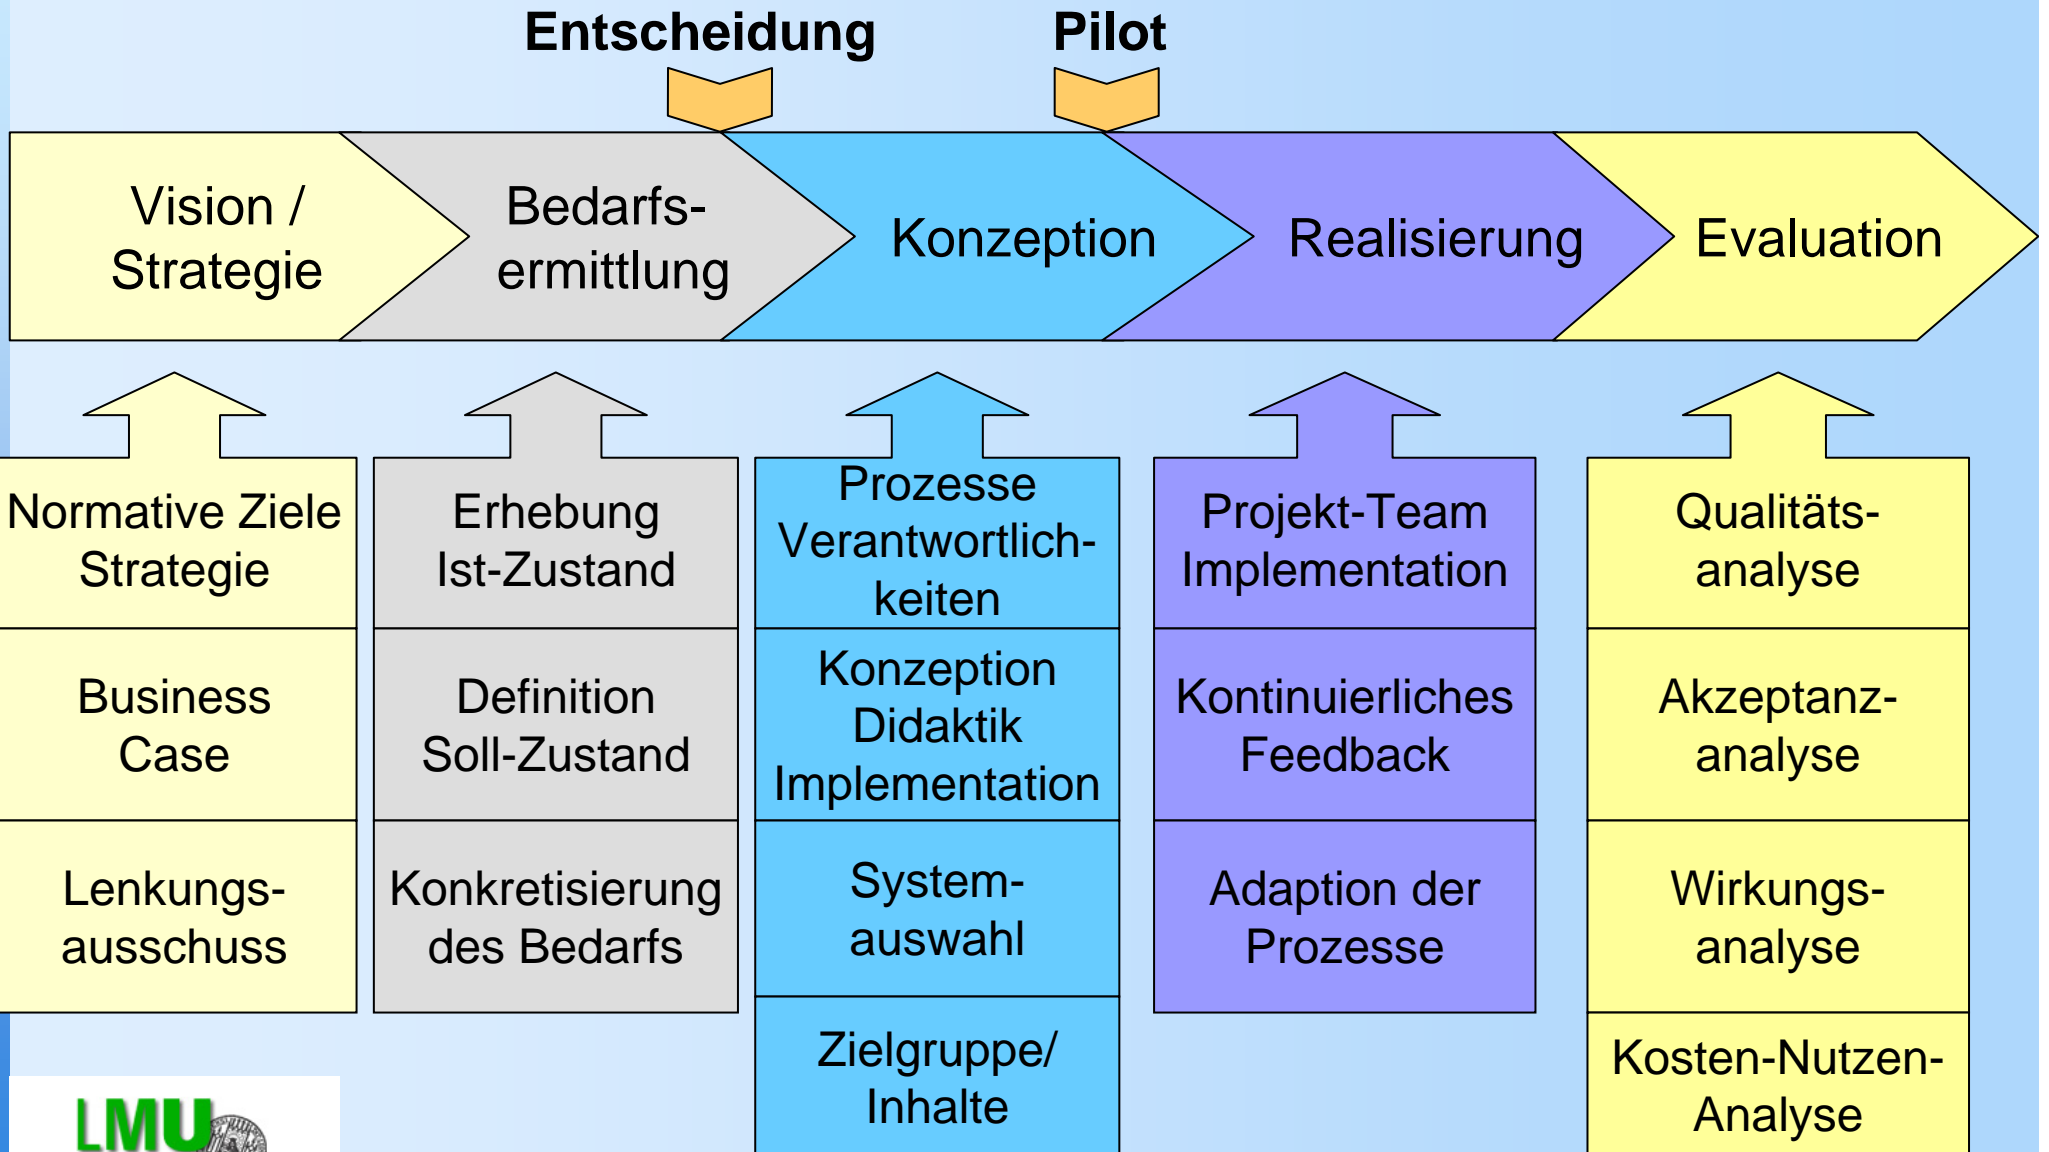 Entscheidung
Pilot
Vision /
Strategie
Bedarfs-
ermittlung
Konzeption
Realisierung
Evaluation
Normative Ziele
Strategie
Business
Case
Lenkungs-
ausschuss
Erhebung
Ist-Zustand
Definition
Soll-Zustand
Konkretisierung
des Bedarfs
Prozesse
Verantwortlich-
keiten
Konzeption
Didaktik
Implementation
System-
auswahl
Zielgruppe/
Inhalte
Projekt-Team
Implementation
Kontinuierliches
Feedback
Adaption der
Prozesse
Qualitäts-
analyse
Akzeptanz-
analyse
Wirkungs-
analyse
Kosten-Nutzen-
Analyse
LMU